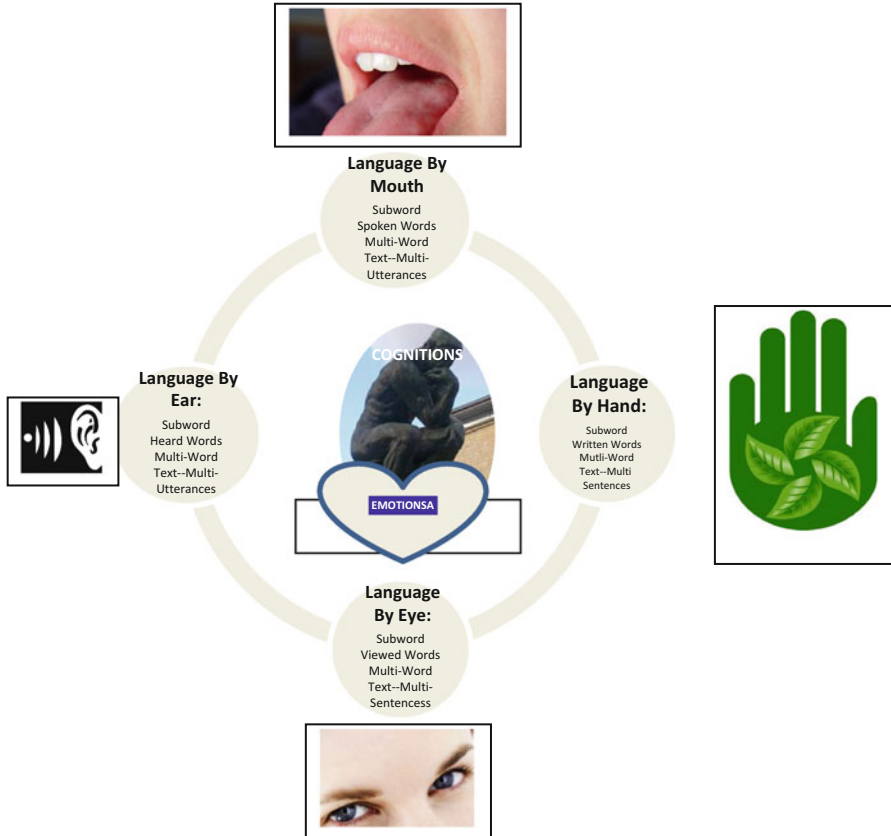 Language By
Mouth
Subword
Spoken Words
Multi-Word
Text--Multi-
Utterances
COGNITIONS
Language By
Ear:
Subword
Heard Words
Multi-Word
Text--Multi-
Utterances
Language
By Hand:
Subword
Written Words
Mutli-Word
Text--Multi
Sentences
EMOTIONSA
Language
By Eye:
Subword
Viewed Words
Multi-Word
Text--Multi-
Sentencess